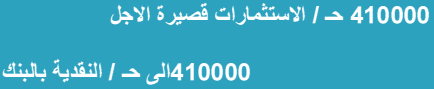 410000 حـ / الاستثمارات قصيرة الاجل
410000الى حـ / النقدية بالبنك